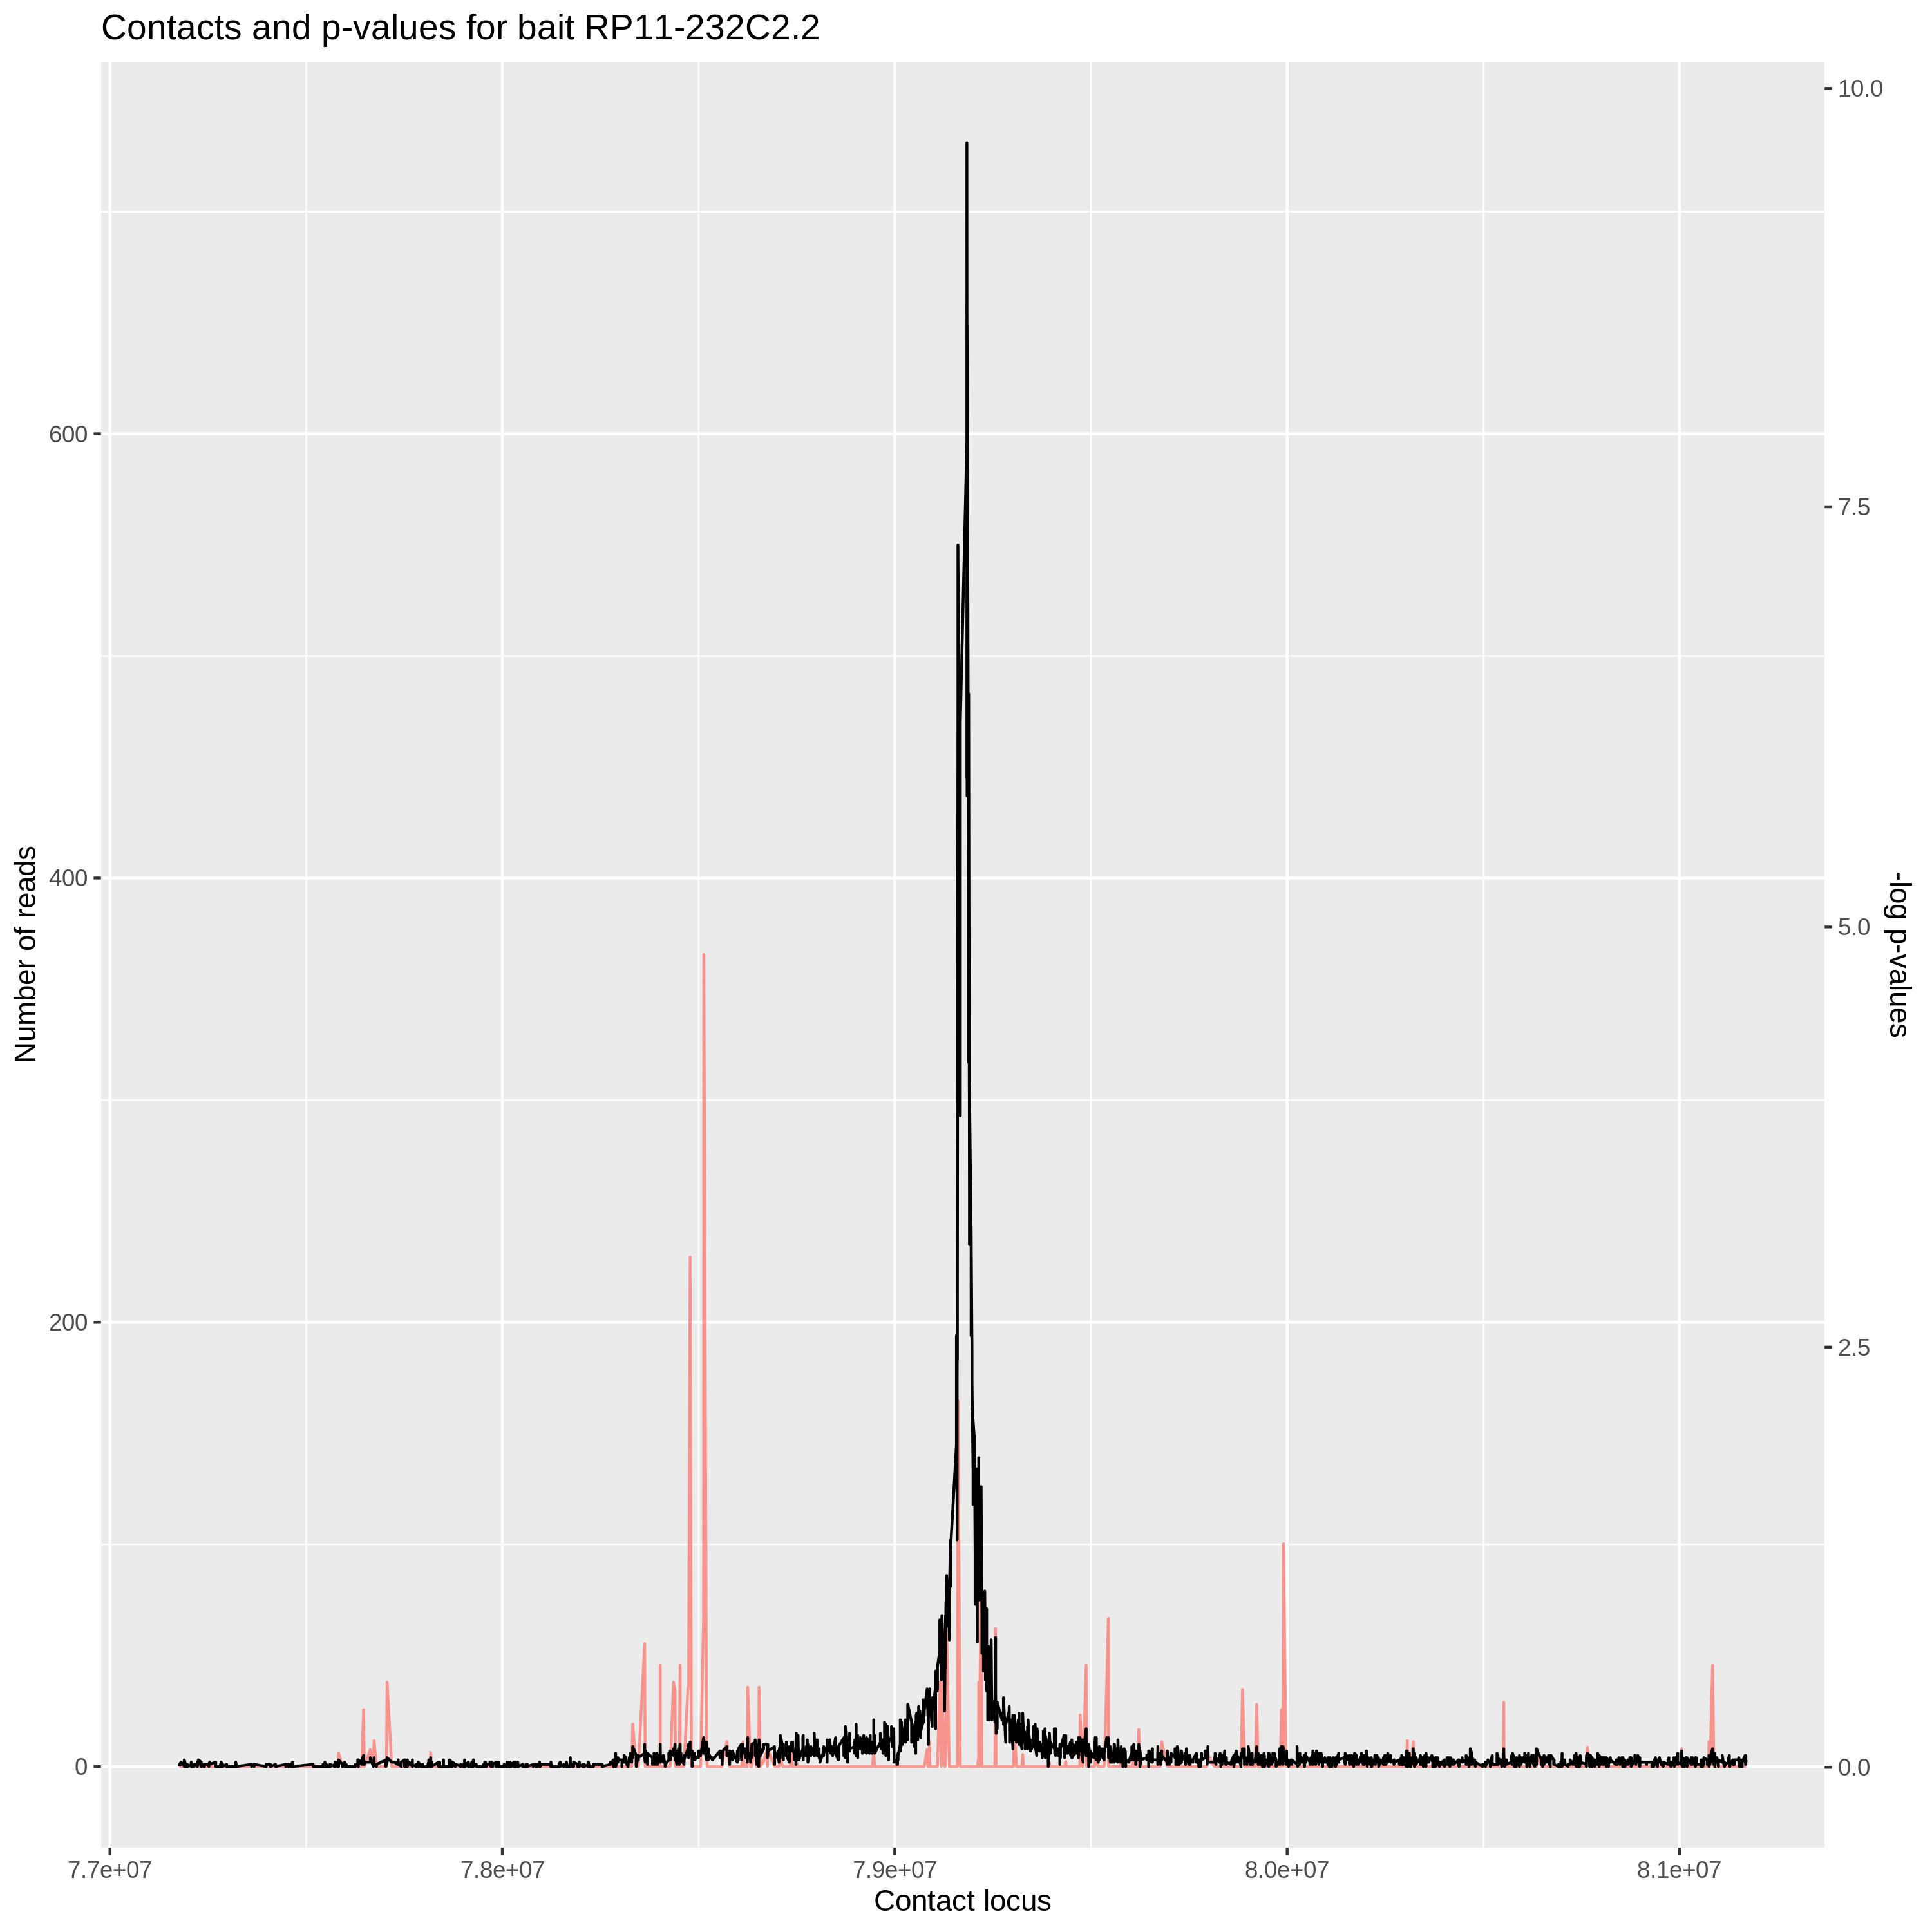 Contacts and p-values for bait RP11-232C2.2
10.0
7.5
5.0
2.5
0.0
600
400
200
0
Number of reads
-log p-values
7.7e+07 7.8e+07 7.9e+07 8.0e+07 8.1e+07
Contact locus